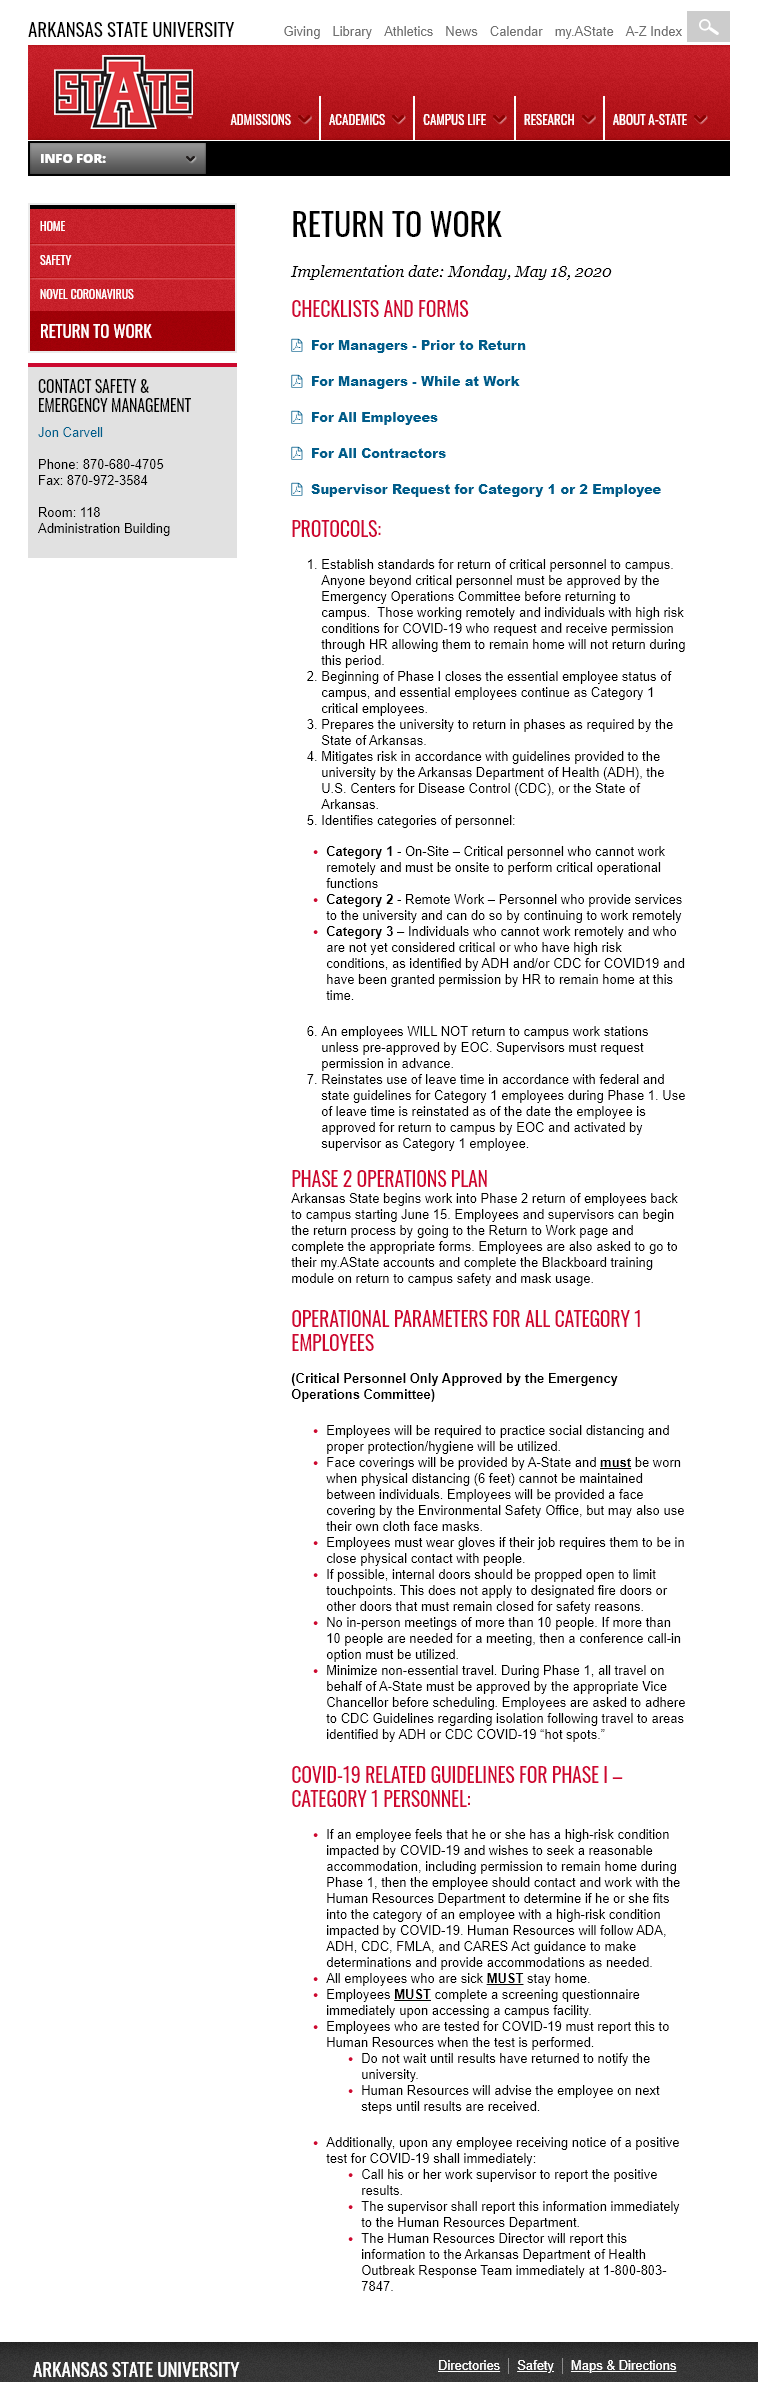 ARKANSAS STATE UNIVERSITY
Giving Library Athletics News Calendar my.AState A-Z Index
STATE
ADMISSIONS ACADEMICS CAMPUS LIFE RESEARCH ABOUT A-STATE
INFO FOR:
HOME
SAFETY
NOVEL CORONAVIRUS
RETURN TO WORK
CONTACT SAFETY &
EMERGENCY MANAGEMENT
Jon Carvell
Phone: 870-680-4705
Fax: 870-972-3584
Room: 118
Administration Building
RETURN TO WORK
Implementation date: Monday, May 18, 2020
CHECKLISTS AND FORMS
For Managers - Prior to Return
For Managers - While at Work
For All Employees
For All Contractors
Supervisor Request for Category 1 or 2 Employee
PROTOCOLS:
1. Establish standards for return of critical personnel to campus.
Anyone beyond critical personnel must be approved by the
Emergency Operations Committee before returning to
campus.  Those working remotely and individuals with high risk
conditions for COVID-19 who request and receive permission
through HR allowing them to remain home will not return during
this period.
2. Beginning of Phase I closes the essential employee status of
campus, and essential employees continue as Category 1
critical employees.
3. Prepares the university to return in phases as required by the
State of Arkansas.
4. Mitigates risk in accordance with guidelines provided to the
university by the Arkansas Department of Health (ADH), the
U.S. Centers for Disease Control (CDC), or the State of
Arkansas.
5. Identifies categories of personnel:
• Category 1 - On-Site – Critical personnel who cannot work
remotely and must be onsite to perform critical operational
functions
• Category 2 - Remote Work – Personnel who provide services
to the university and can do so by continuing to work remotely
• Category 3 – Individuals who cannot work remotely and who
are not yet considered critical or who have high risk
conditions, as identified by ADH and/or CDC for COVID19 and
have been granted permission by HR to remain home at this
time.
6. An employees WILL NOT return to campus work stations
unless pre-approved by EOC. Supervisors must request
permission in advance.
7. Reinstates use of leave time in accordance with federal and
state guidelines for Category 1 employees during Phase 1. Use
of leave time is reinstated as of the date the employee is
approved for return to campus by EOC and activated by
supervisor as Category 1 employee.
PHASE 2 OPERATIONS PLAN
Arkansas State begins work into Phase 2 return of employees back
to campus starting June 15. Employees and supervisors can begin
the return process by going to the Return to Work page and
complete the appropriate forms. Employees are also asked to go to
their my.AState accounts and complete the Blackboard training
module on return to campus safety and mask usage.
OPERATIONAL PARAMETERS FOR ALL CATEGORY 1
EMPLOYEES
(Critical Personnel Only Approved by the Emergency
Operations Committee)
• Employees will be required to practice social distancing and
proper protection/hygiene will be utilized.
• Face coverings will be provided by A-State and must be worn
when physical distancing (6 feet) cannot be maintained
between individuals. Employees will be provided a face
covering by the Environmental Safety Office, but may also use
their own cloth face masks.
• Employees must wear gloves if their job requires them to be in
close physical contact with people.
• If possible, internal doors should be propped open to limit
touchpoints. This does not apply to designated fire doors or
other doors that must remain closed for safety reasons.
• No in-person meetings of more than 10 people. If more than
10 people are needed for a meeting, then a conference call-in
option must be utilized.
• Minimize non-essential travel. During Phase 1, all travel on
behalf of A-State must be approved by the appropriate Vice
Chancellor before scheduling. Employees are asked to adhere
to CDC Guidelines regarding isolation following travel to areas
identified by ADH or CDC COVID-19 “hot spots.”
COVID-19 RELATED GUIDELINES FOR PHASE I –
CATEGORY 1 PERSONNEL:
• If an employee feels that he or she has a high-risk condition
impacted by COVID-19 and wishes to seek a reasonable
accommodation, including permission to remain home during
Phase 1, then the employee should contact and work with the
Human Resources Department to determine if he or she fits
into the category of an employee with a high-risk condition
impacted by COVID-19. Human Resources will follow ADA,
ADH, CDC, FMLA, and CARES Act guidance to make
determinations and provide accommodations as needed.
• All employees who are sick MUST stay home.
• Employees MUST complete a screening questionnaire
immediately upon accessing a campus facility.
• Employees who are tested for COVID-19 must report this to
Human Resources when the test is performed.
• Do not wait until results have returned to notify the
university.
• Human Resources will advise the employee on next
steps until results are received.
• Additionally, upon any employee receiving notice of a positive
test for COVID-19 shall immediately:
• Call his or her work supervisor to report the positive
results.
• The supervisor shall report this information immediately
to the Human Resources Department.
• The Human Resources Director will report this
information to the Arkansas Department of Health
Outbreak Response Team immediately at 1-800-803-
7847.
ARKANSAS STATE UNIVERSITY
Directories Safety Maps & Directions